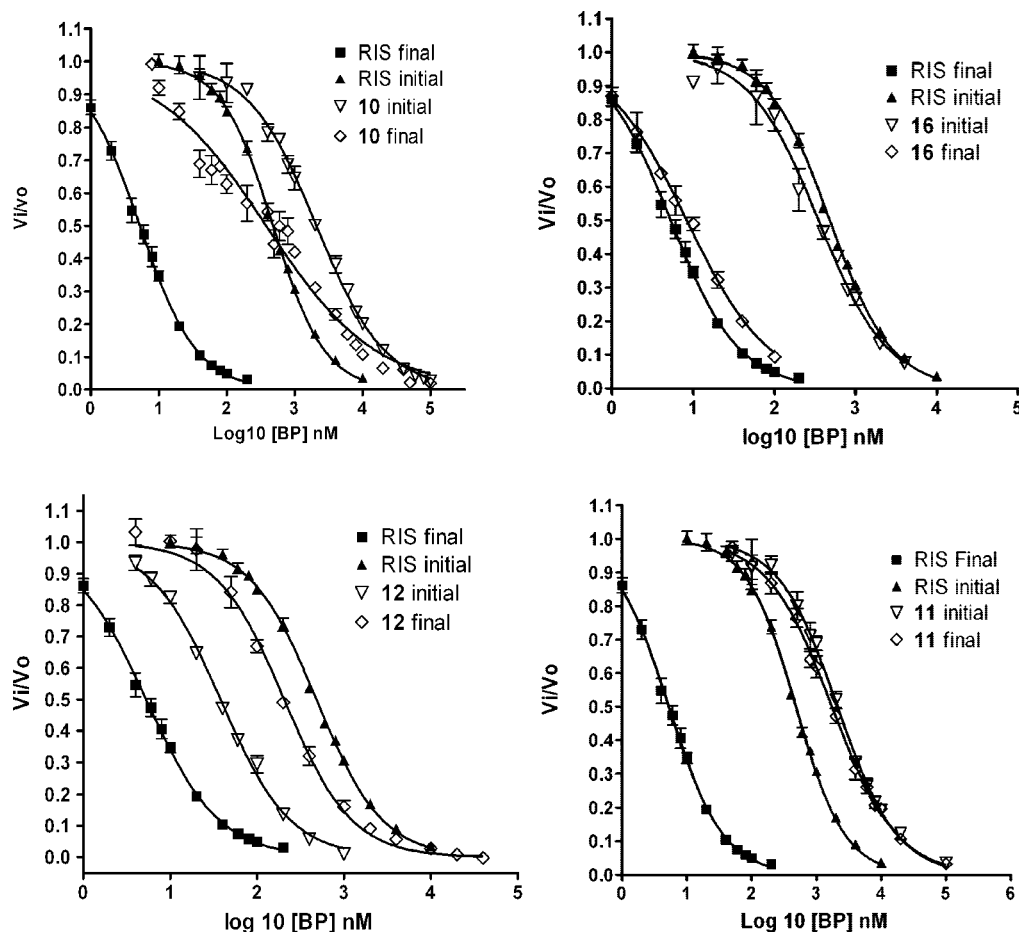 1.1
1.0
0.9
0.8
0.7
0.6
0.5
0.4
0.3
0.2
0.1
0.0
Vi/vo
0 1 2 3 4 5
Log10 [BP] nM
RIS final
RIS initial
10 initial
10 final
1.1
1.0
0.9
0.8
0.7
0.6
0.5
0.4
0.3
0.2
0.1
0.0
Vi/Vo
0 1 2 3 4 5
log10 [BP] nM
RIS final
RIS initial
16 initial
16 final
1.1
1.0
0.9
0.8
0.7
0.6
0.5
0.4
0.3
0.2
0.1
0.0
Vi/Vo
0 1 2 3 4 5
log 10 [BP] nM
RIS final
RIS initial
12 initial
12 final
1.1
1.0
0.9
0.8
0.7
0.6
0.5
0.4
0.3
0.2
0.1
0.0
Vi/Vo
0 1 2 3 4 5 6
Log 10 [BP] nM
RIS Final
RIS initial
11 initial
11 final